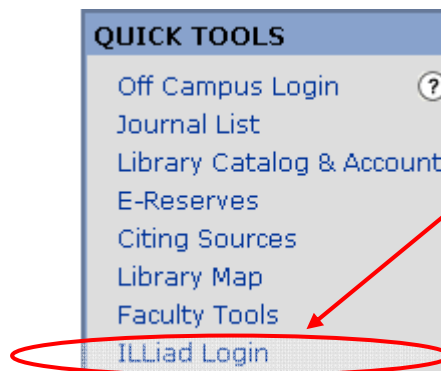 QUICK TOOLS
Off Campus Login ?
Journal List
Library Catalog & Account
E-Reserves
Citing Sources
Library Map
Faculty Tools
ILLiad Login